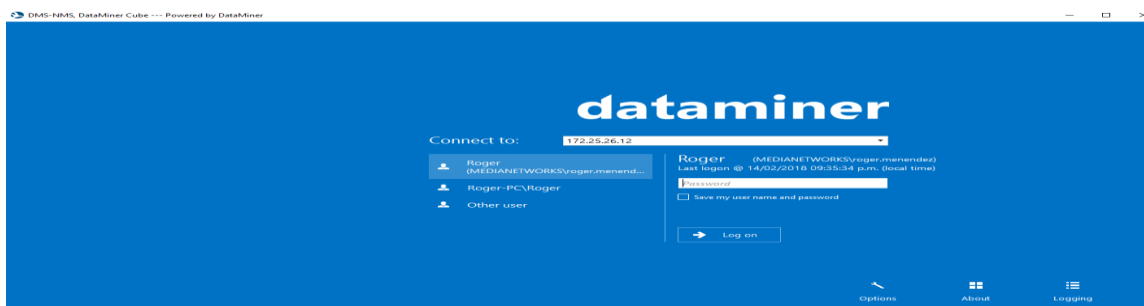 DMS-NMS, DataMiner Cube --- Powered by DataMiner
dataminer
Connect to: 172.25.26.12
Roger
(MEDIANETWORKS\roger.menend...
Roger-PC\Roger
Other user
Roger (MEDIANETWORKS\roger.menendez)
Last logon @ 14/02/2018 09:35:34 p.m. (local time)
Password
Save my user name and password
Log on
Options About Logging